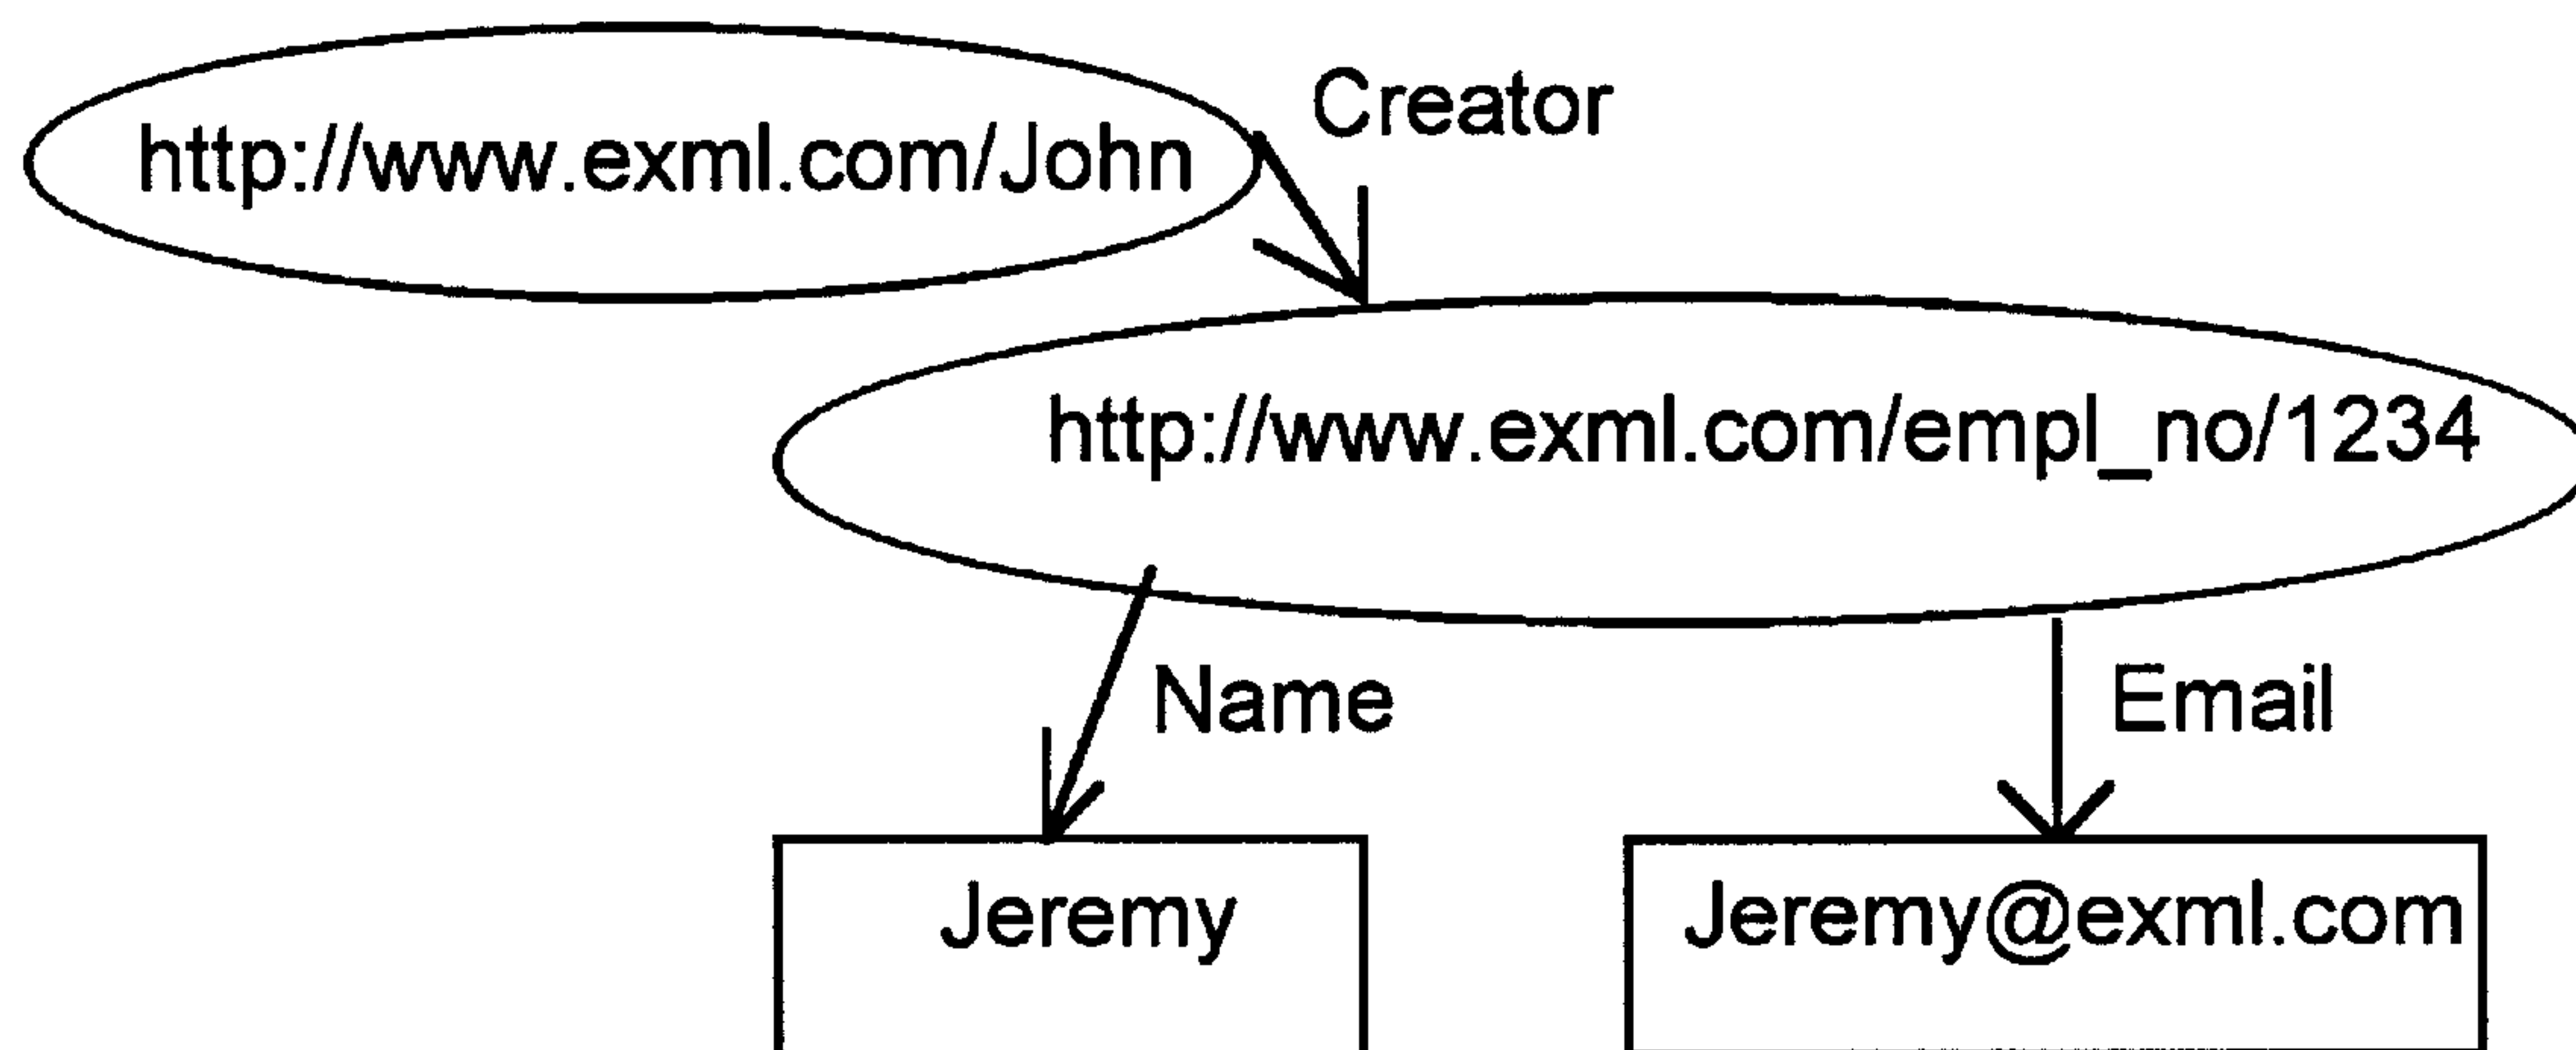 Creator
http://www.exml.com/John
http://www.exml.com/empl_no/1234
Name
Email
Jeremy
Jeremy@exml.com